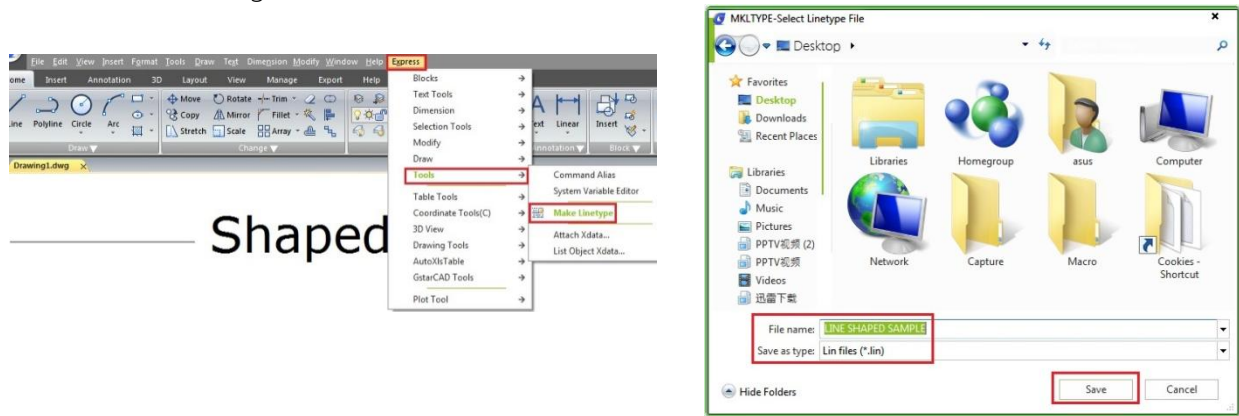 File Edit View Insert Format Tools Draw Text Dimension Modify Window Help Express
ome Insert Annotation 3D Layout View Manage Export Help
Line Polyline Circle Arc
Move Rotate Trim
Copy Mirror Fillet
Stretch Scale Array
Draw Change
Text Linear Insert
Annotation Block
Drawing1.dwg
Shaped
Blocks
Text Tools
Dimension
Selection Tools
Modify
Draw
Tools
Table Tools
Coordinate Tools(C)
3D View
Drawing Tools
AutoXlsTable
GstarCAD Tools
Plot Tool
Command Alias
System Variable Editor
Make Linetype
Attach Xdata...
List Object Xdata...
MKLTYPE-Select Linetype File
Desktop
Favorites
Desktop
Downloads
Recent Places
Libraries
Documents
Music
Pictures
PPTV视频 (2)
PPTV视频
Videos
迅雷下载
Libraries Homegroup asus Computer
Network Capture Macro Cookies - Shortcut
File name: LINE SHAPED SAMPLE
Save as type: Lin files (*.lin)
Hide Folders Save Cancel